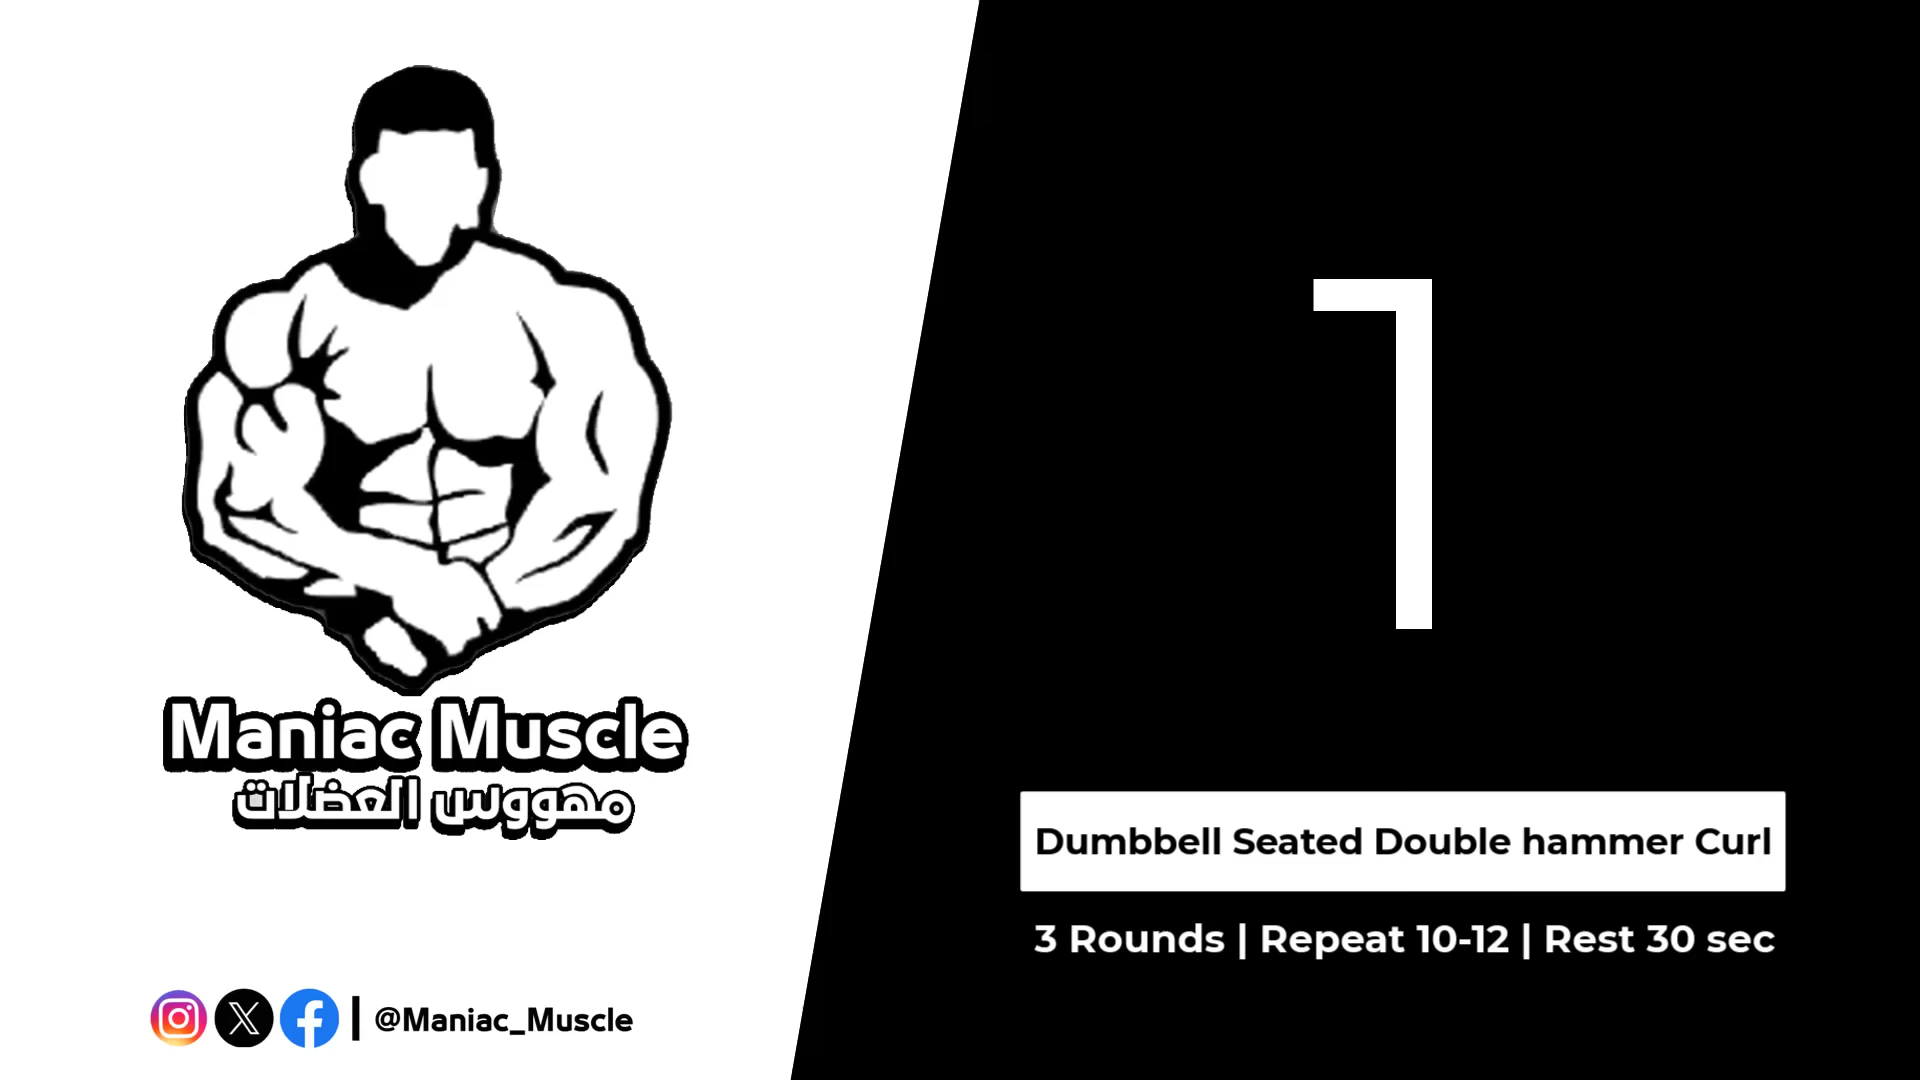 Maniac Muscle
مهووس العضلات
@Maniac_Muscle
1
Dumbbell Seated Double hammer Curl
3 Rounds | Repeat 10-12 | Rest 30 sec